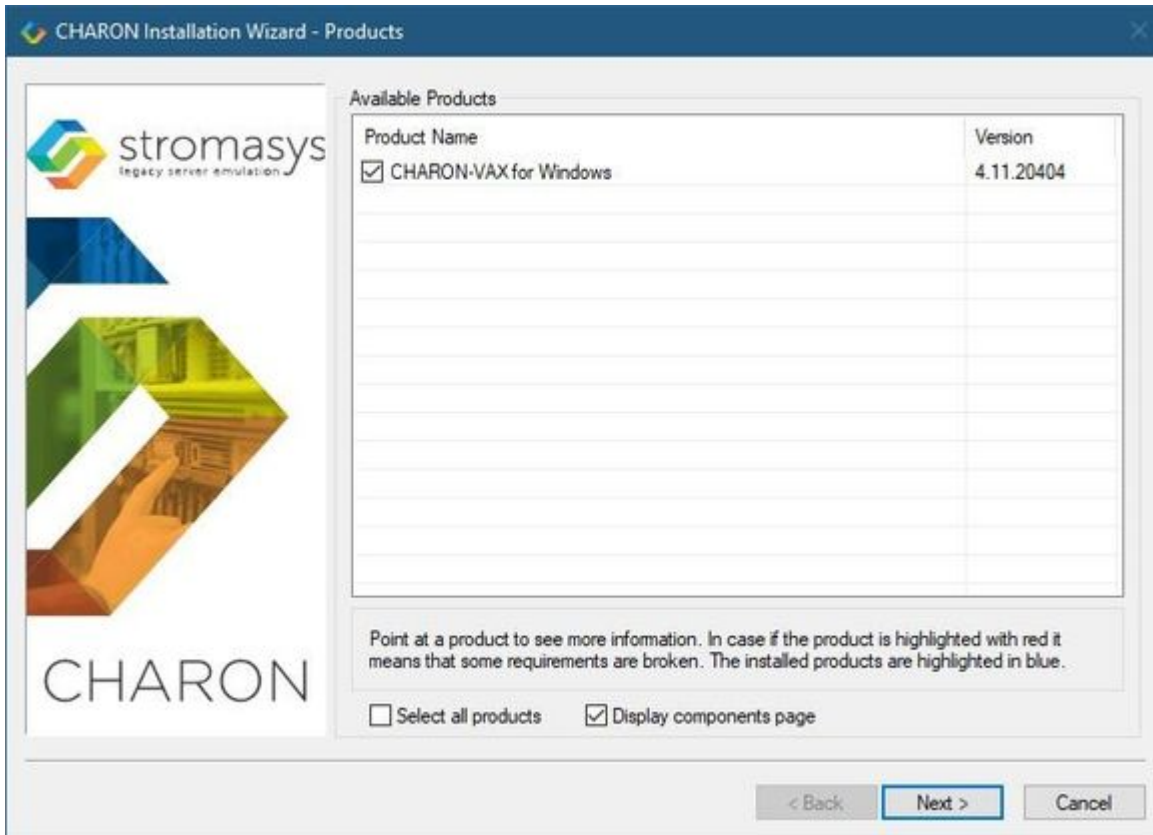 CHARON Installation Wizard - Products
stromasys
legacy server emulation
CHARON
Available Products
Product Name Version
CHARON-VAX for Windows 4.11.20404
Point at a product to see more information. In case if the product is highlighted with red it
means that some requirements are broken. The installed products are highlighted in blue.
Select all products Display components page
< Back Next > Cancel